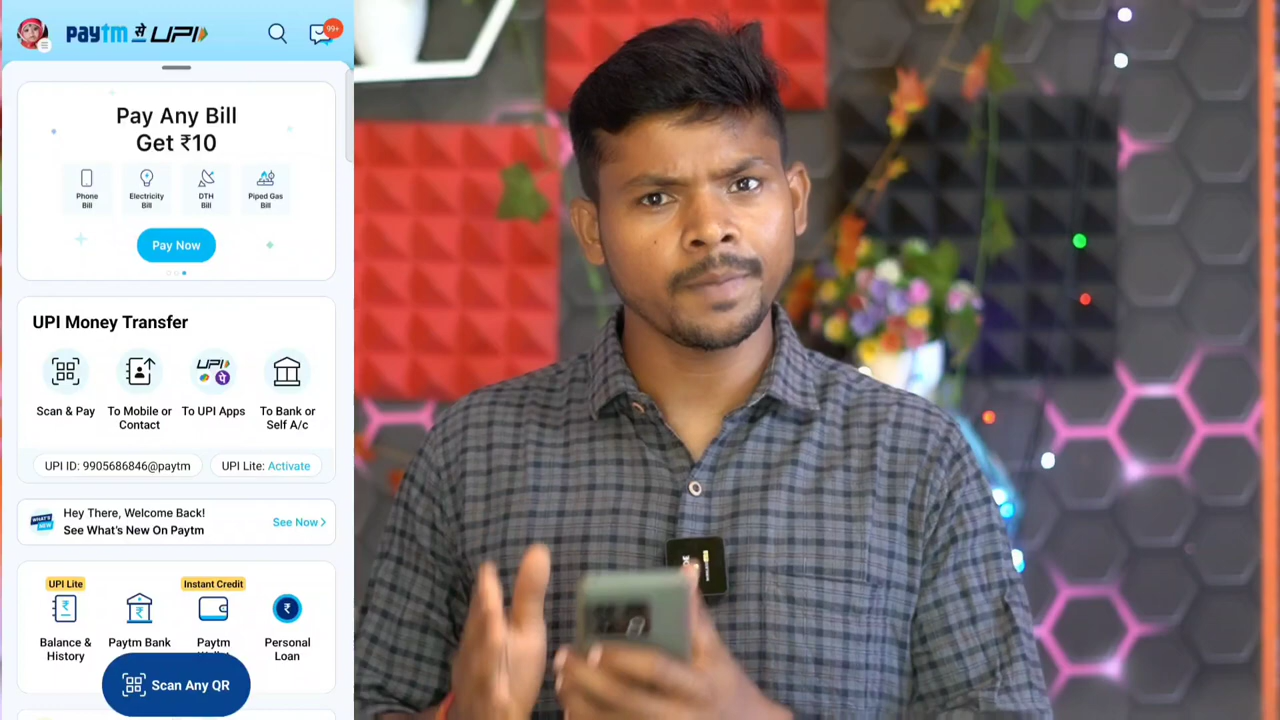 paytm से UPI
99+
Pay Any Bill
Get ₹10
Phone Bill
Electricity Bill
DTH Bill
Piped Gas Bill
Pay Now
UPI Money Transfer
UPI
Scan & Pay
To Mobile or Contact
To UPI Apps
To Bank or Self A/c
UPI ID: 9905686846@paytm
UPI Lite: Activate
WHAT'S NEW
Hey There, Welcome Back!
See What's New On Paytm
See Now >
UPI Lite
Instant Credit
Balance & History
Paytm Bank
Paytm
Personal Loan
Scan Any QR